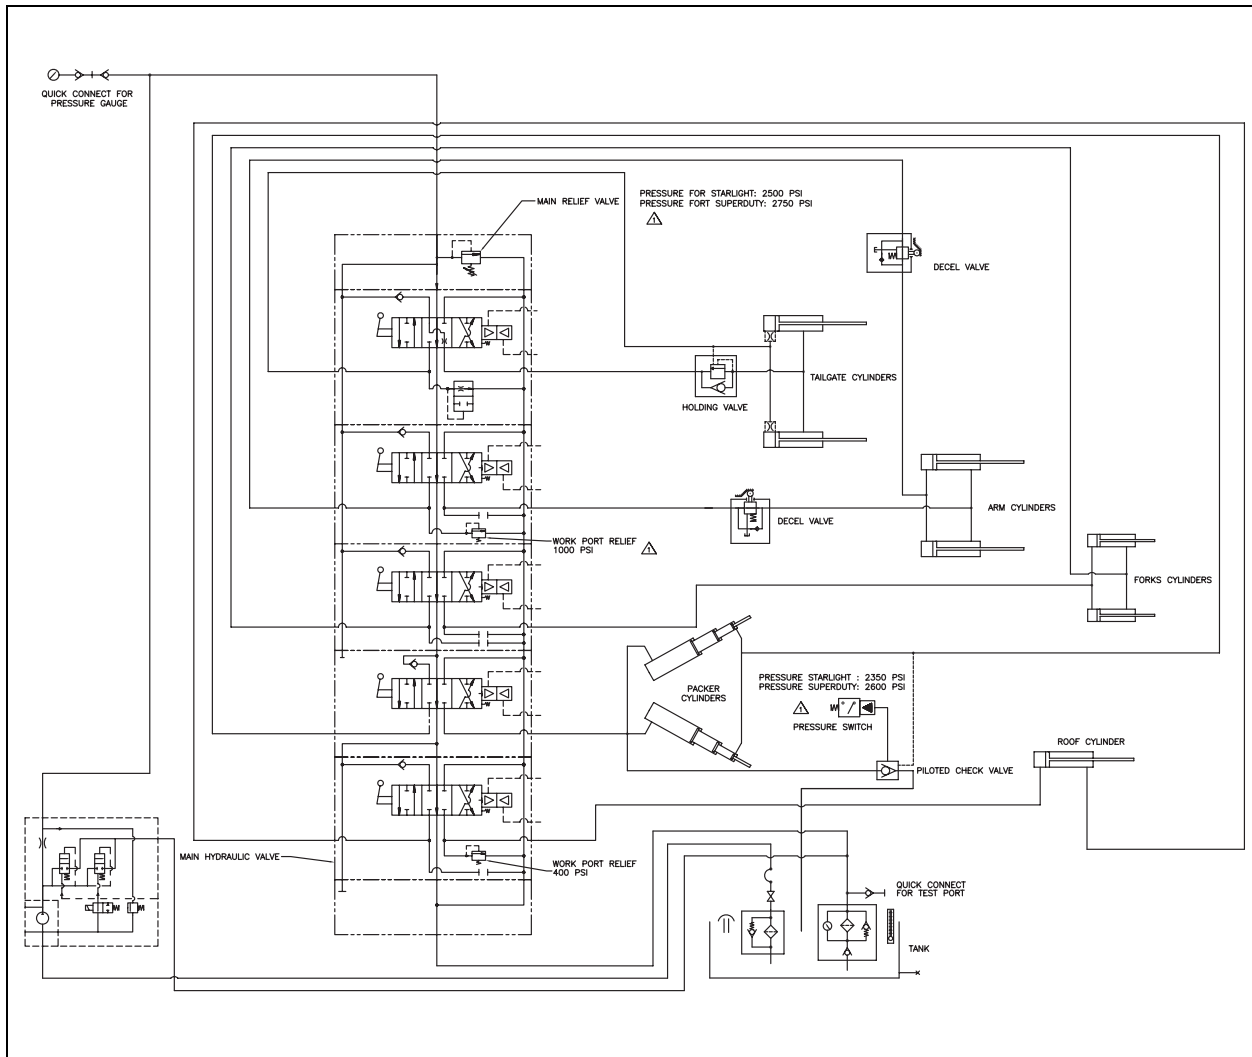 QUICK CONNECT FOR
PRESSURE GAUGE
MAIN RELIEF VALVE
PRESSURE FOR STARLIGHT: 2500 PSI
PRESSURE FORT SUPERDUTY: 2750 PSI
1
DECEL VALVE
TAILGATE CYLINDERS
HOLDING VALVE
ARM CYLINDERS
DECEL VALVE
WORK PORT RELIEF
1000 PSI
1
FORKS CYLINDERS
PACKER
CYLINDERS
PRESSURE STARLIGHT : 2350 PSI
PRESSURE SUPERDUTY: 2600 PSI
1
PRESSURE SWITCH
ROOF CYLINDER
PILOTED CHECK VALVE
MAIN HYDRAULIC VALVE
WORK PORT RELIEF
400 PSI
QUICK CONNECT
FOR TEST PORT
TANK